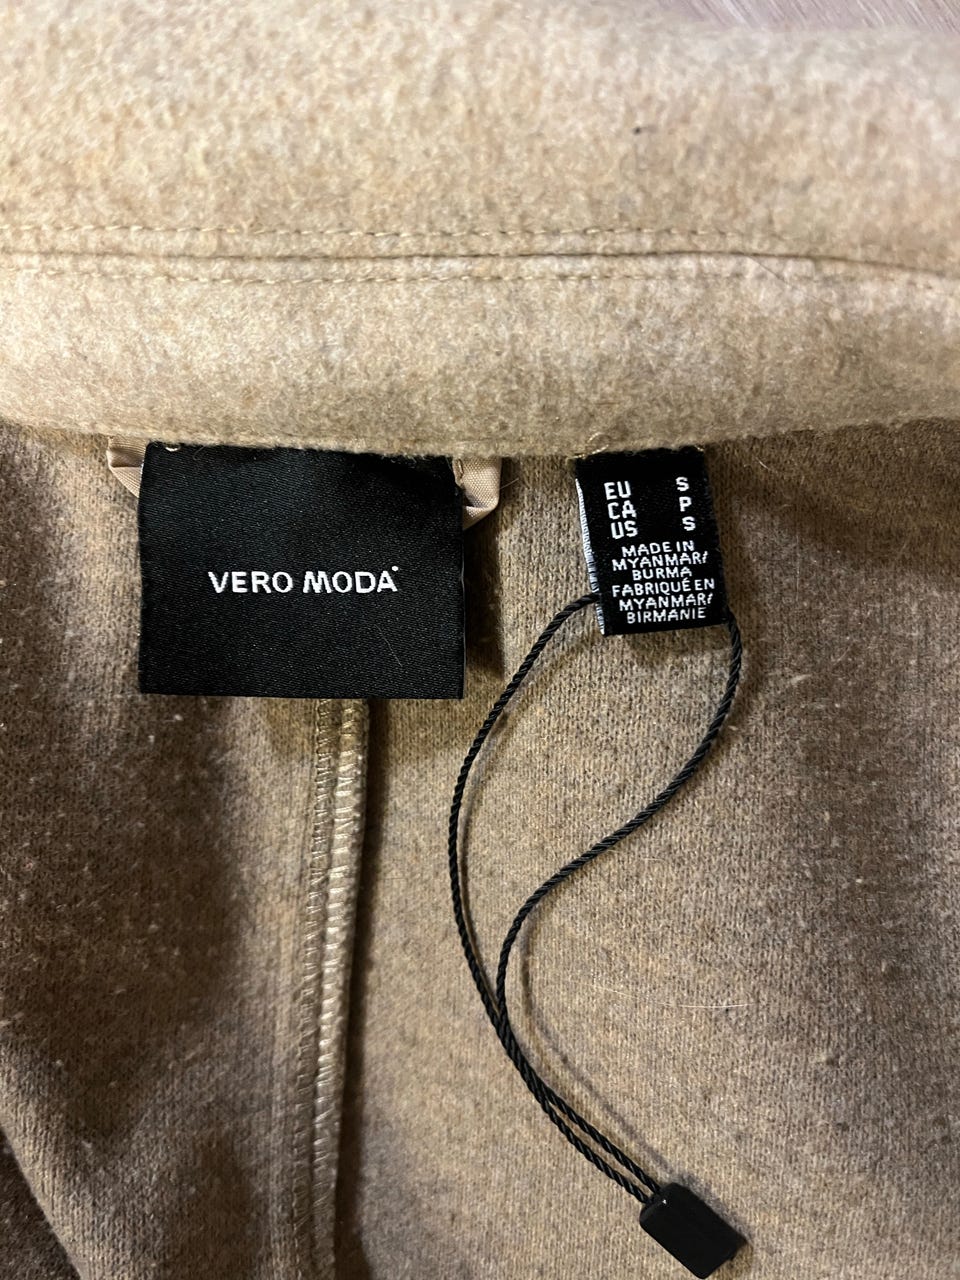 VERO MODA
EU S
CA P
US S
MADE IN
MYANMAR/
BURMA
FABRIQUÉ EN
MYANMAR/
BIRMANIE